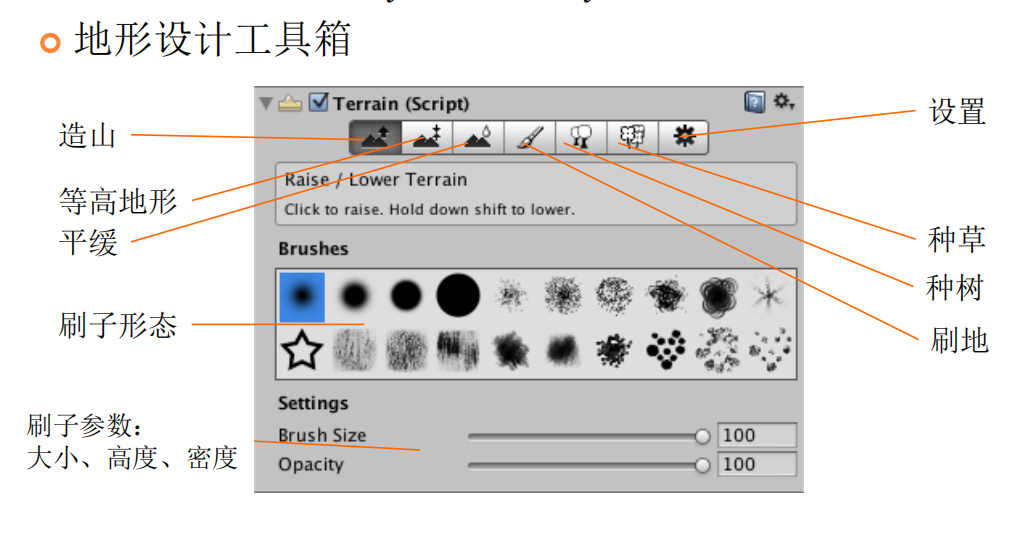 地形设计工具箱
Terrain (Script)
设置
造山
Raise / Lower Terrain
等高地形
Click to raise. Hold down shift to lower.
平缓
种草
Brushes
种树
刷子形态
刷地
Settings
刷子参数：
Brush Size
100
大小、高度、密度
Opacity
100